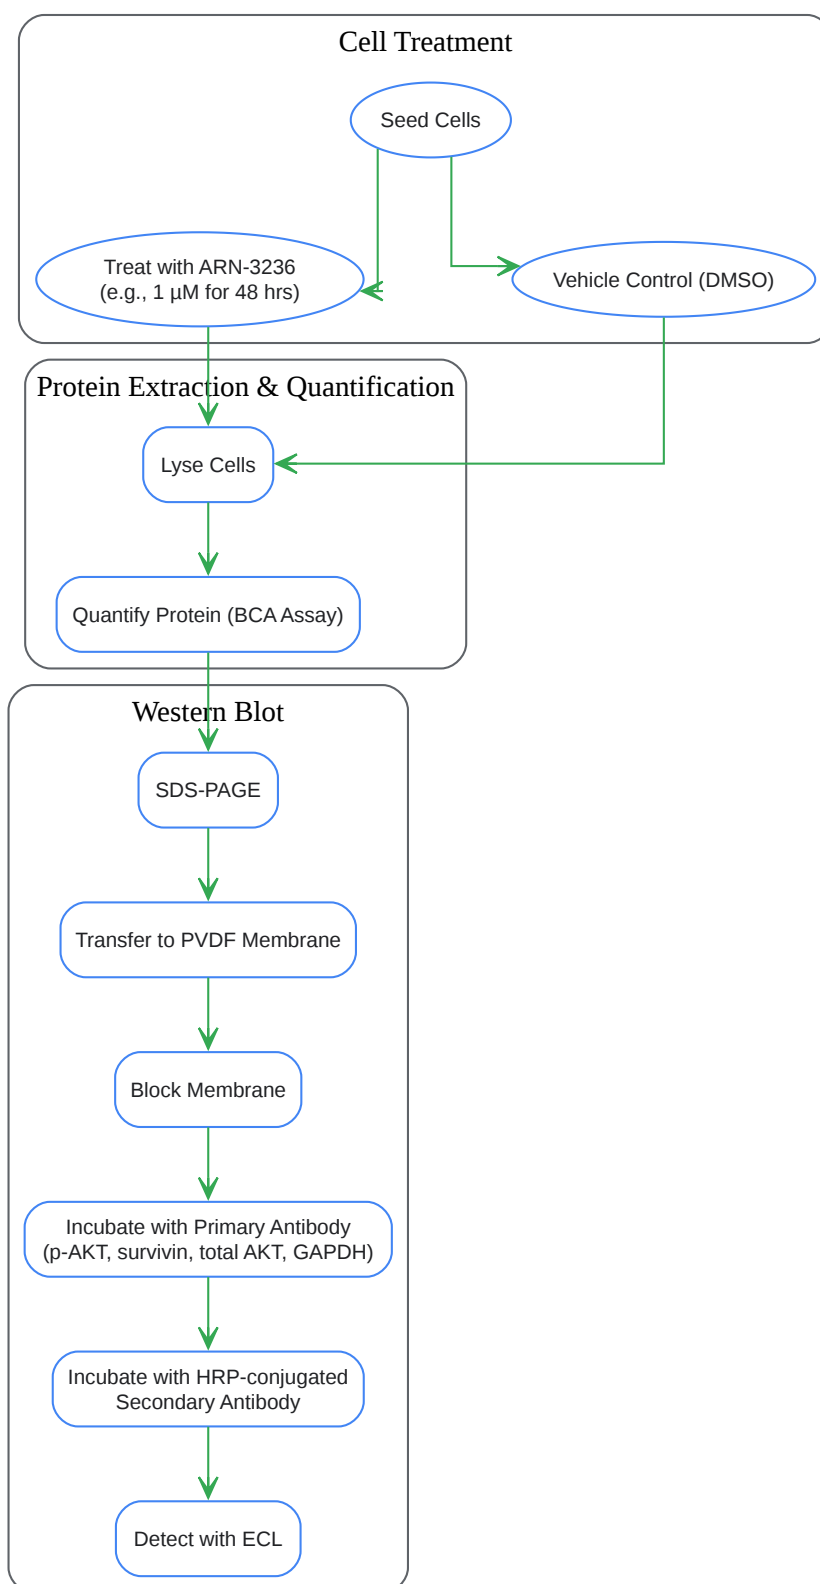 Cell Treatment
Seed Cells
Treat with ARN-3236
(e.g., 1 µM for 48 hrs)
Vehicle Control (DMSO)
Protein Extraction & Quantification
Lyse Cells
Quantify Protein (BCA Assay)
Western Blot
SDS-PAGE
Transfer to PVDF Membrane
Block Membrane
Incubate with Primary Antibody
(p-AKT, survivin, total AKT, GAPDH)
Incubate with HRP-conjugated
Secondary Antibody
Detect with ECL